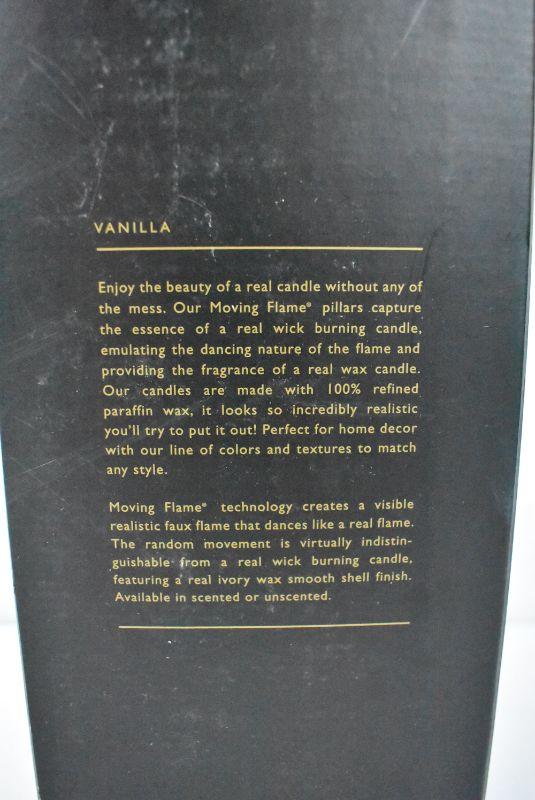 VANILLA
Enjoy the beauty of a real candle without any of
the mess. Our Moving Flame® pillars capture
the essence of a real wick burning candle,
emulating the dancing nature of the flame and
providing the fragrance of a real wax candle.
Our candles are made with 100% refined
paraffin wax, it looks so incredibly realistic
you'll try to put it out! Perfect for home decor
with our line of colors and textures to match
any style.
Moving Flame® technology creates a visible
realistic faux flame that dances like a real flame.
The random movement is virtually indistin-
guishable from a real wick burning candle,
featuring a real ivory wax smooth shell finish.
Available in scented or unscented.